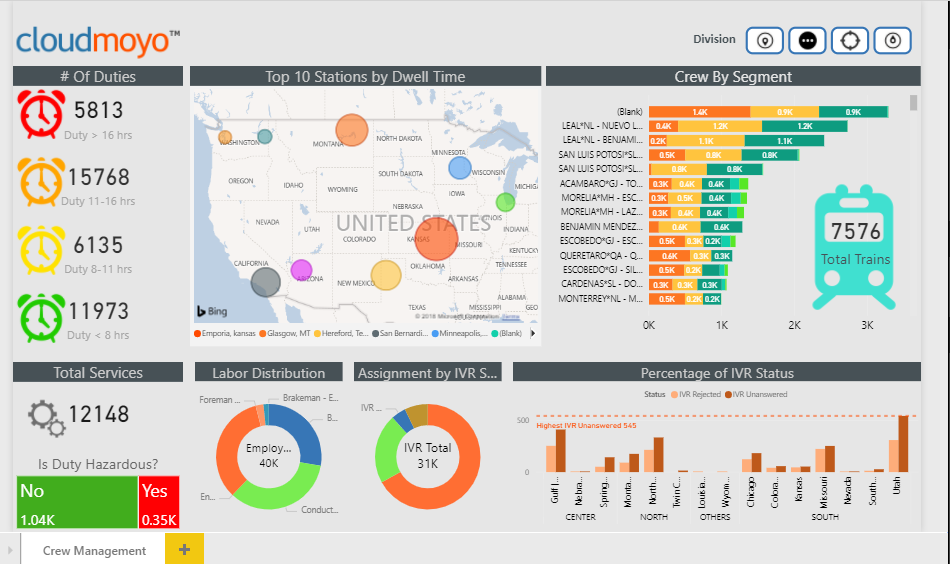 cloudmoyo™
Division
# Of Duties
5813
Duty > 16 hrs
15768
Duty 11-16 hrs
6135
Duty 8-11 hrs
11973
Duty < 8 hrs
Top 10 Stations by Dwell Time
WASHINGTON
MONTANA
NORTH DAKOTA
MINNESOTA
OREGON
IDAHO
SOUTH DAKOTA
WISCONSIN
WYOMING
IOWA
MICHIG
NEBRASKA
ILLINOIS
NEVADA
UTAH
UNITED STATES
INDIANA
COLORADO
KANSAS
MISSOURI
KENTUCKY
CALIFORNIA
ARIZONA
OKLAHOMA
TENNESSEE
NEW MEXICO
ARKANSAS
ALABAMA
TEXAS
MISSISSIPPI
GEO
Bing
© 2018 Microsoft Corporation Terms
Emporia, kansas
Glasgow, MT
Hereford, Te...
San Bernardi...
Minneapolis,...
(Blank)
Crew By Segment
(Blank) 1.4K 0.9K 0.9K
LEAL*NL - NUEVO L... 0.4K 1.2K 1.2K
LEAL*NL - BENJAMI... 0.2K 1.1K 1.1K
SAN LUIS POTOSI*SL... 0.5K 0.8K 0.8K
SAN LUIS POTOSI*SL... 0.8K 0.8K
ACAMBARO*GJ - TO... 0.3K 0.4K 0.4K
MORELIA*MH - ESC... 0.3K 0.5K 0.4K
MORELIA*MH - LAZ... 0.3K 0.4K 0.4K
BENJAMIN MENDEZ... 0.6K 0.6K
ESCOBEDO*GJ - ESC... 0.5K 0.3K 0.2K
QUERETARO*QA - Q... 0.6K 0.3K 0.3K
ESCOBEDO*GJ - SIL... 0.5K 0.2K
CARDENAS*SL - DO... 0.3K 0.3K 0.3K
MONTERREY*NL - M... 0.5K 0.2K 0.2K
0K 1K 2K 3K
7576
Total Trains
Total Services
12148
Is Duty Hazardous?
No
1.04K
Yes
0.35K
Labor Distribution
Foreman ...
Brakeman - E...
B...
Employ...
40K
En...
Conduct...
Assignment by IVR S...
IVR ...
IVR Total
31K
Percentage of IVR Status
Status IVR Rejected IVR Unanswered
500
Highest IVR Unanswered 545
0
Gulf (...
Nebra...
Spring...
Monta...
North...
Twin C...
Louisia...
Wyom...
Chicago
Colora...
Kansas
Missouri
Nevada
South...
Utah
CENTER NORTH OTHERS SOUTH
Crew Management
+